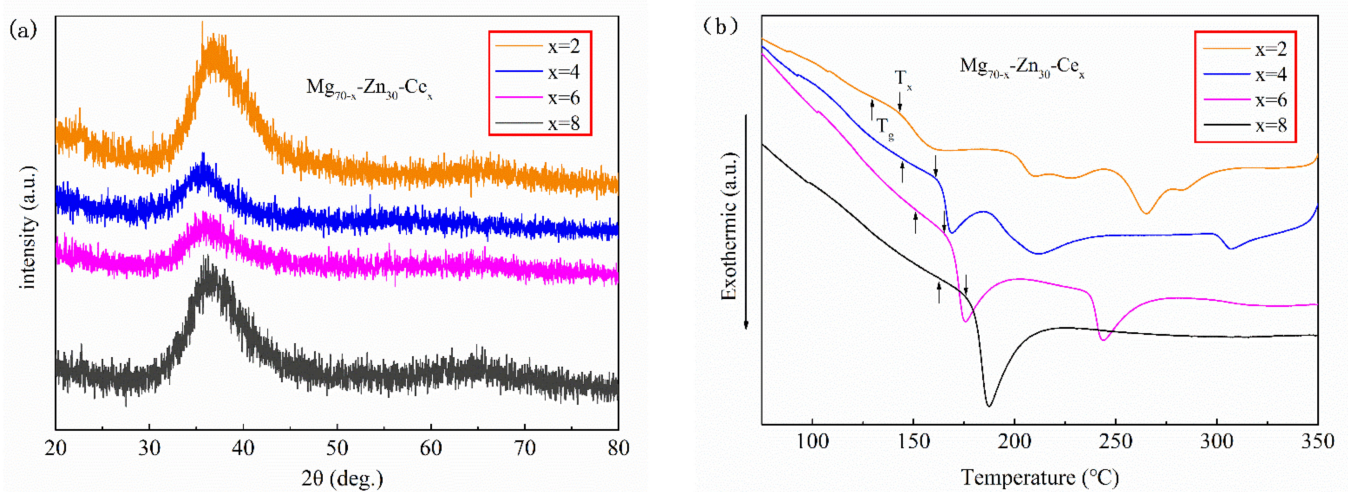 (a)
Mg70-x-Zn30-Cex
x=2
x=4
x=6
x=8
intensity (a.u.)
20 30 40 50 60 70 80
2θ (deg.)
(b)
Mg70-x-Zn30-Cex
x=2
x=4
x=6
x=8
Tx
Tg
Exothermic (a.u.)
100 150 200 250 300 350
Temperature (℃)